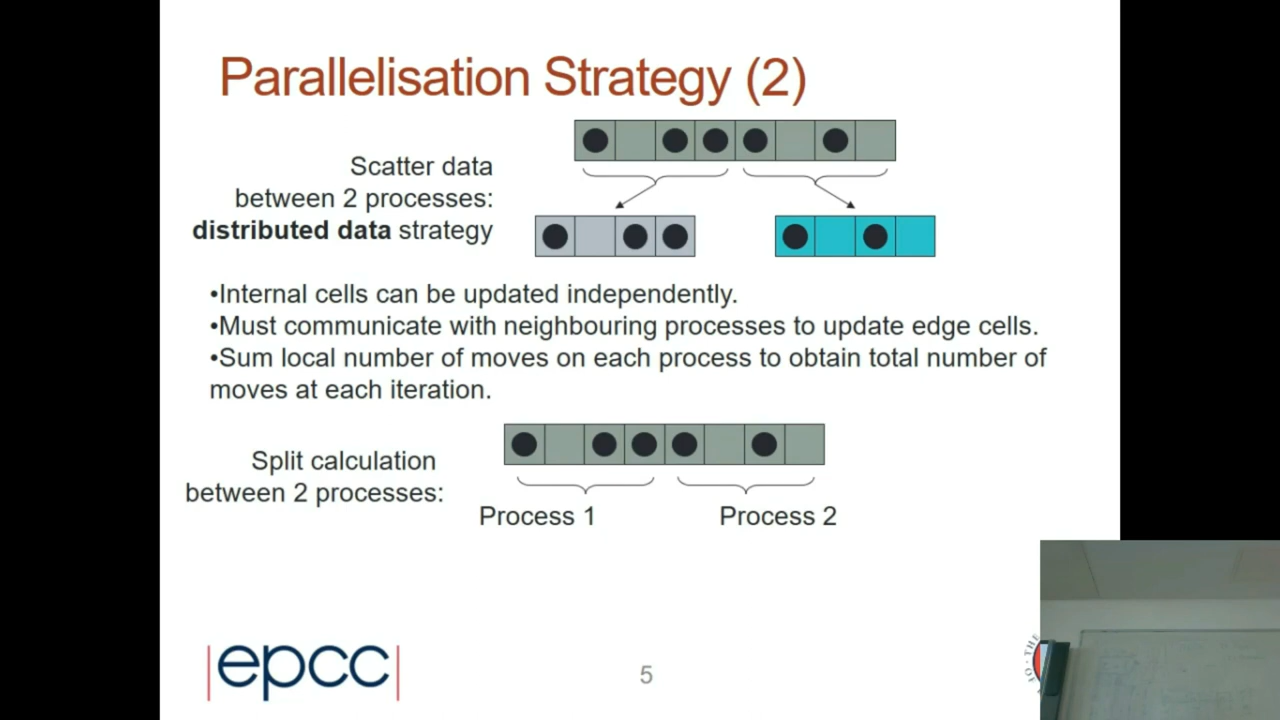 Parallelisation Strategy (2)
Scatter data
between 2 processes:
distributed data strategy
•Internal cells can be updated independently.
•Must communicate with neighbouring processes to update edge cells.
•Sum local number of moves on each process to obtain total number of
moves at each iteration.
Split calculation
between 2 processes:
Process 1
Process 2
epcc
5